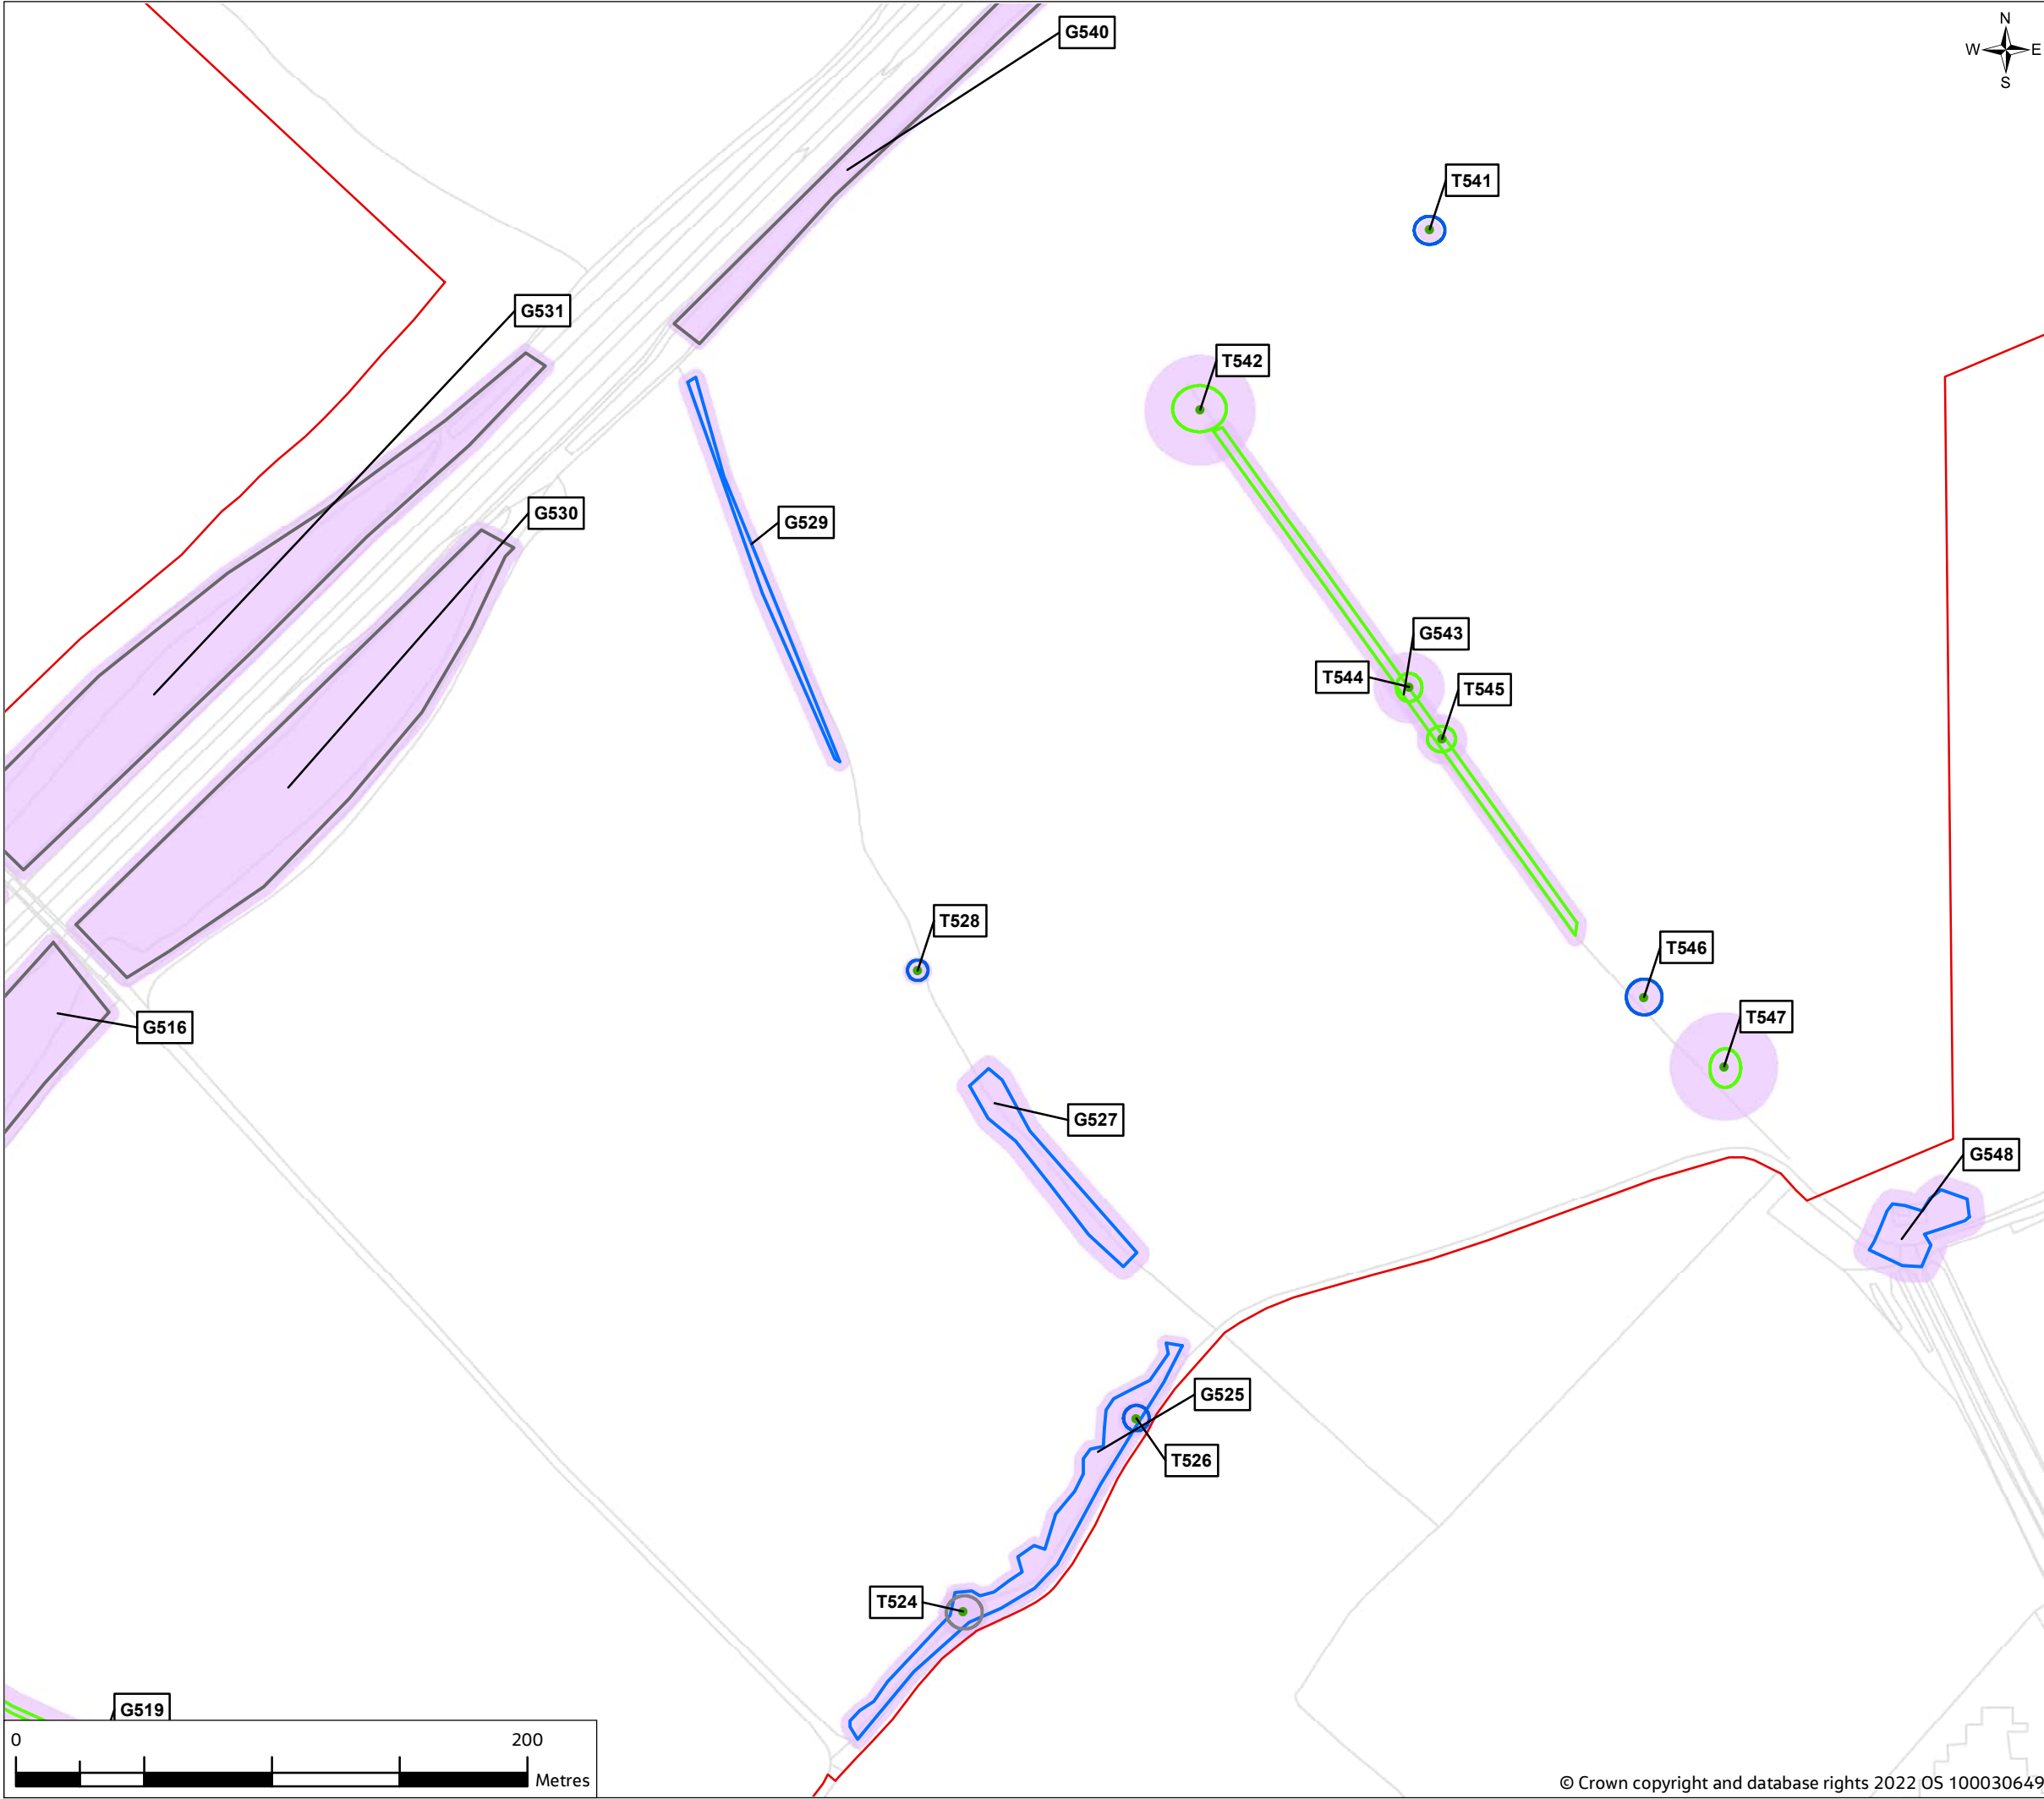 N
W E
S
G540
T541
G531
T542
G530
G529
G543
T544
T545
T528
T546
T547
G516
G527
G548
G525
T526
T524
G519
0 200
Metres
© Crown copyright and database rights 2022 OS 100030649